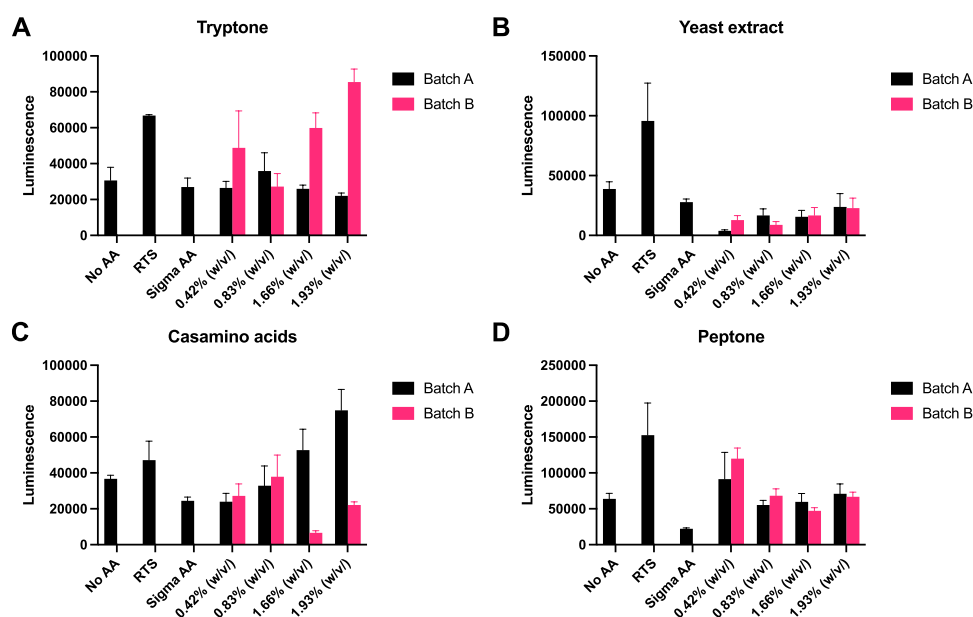 A
Tryptone
Luminescence
100000
80000
60000
40000
20000
0
No AA
RTS
Sigma AA
0.42% (w/v/)
0.83% (w/v/)
1.66% (w/v/)
1.93% (w/v/)
Batch A
Batch B
B
Yeast extract
Luminescence
150000
100000
50000
0
No AA
RTS
Sigma AA
0.42% (w/v/)
0.83% (w/v/)
1.66% (w/v/)
1.93% (w/v/)
Batch A
Batch B
C
Casamino acids
Luminescence
100000
80000
60000
40000
20000
0
No AA
RTS
Sigma AA
0.42% (w/v/)
0.83% (w/v/)
1.66% (w/v/)
1.93% (w/v/)
Batch A
Batch B
D
Peptone
Luminescence
250000
200000
150000
100000
50000
0
No AA
RTS
Sigma AA
0.42% (w/v/)
0.83% (w/v/)
1.66% (w/v/)
1.93% (w/v/)
Batch A
Batch B